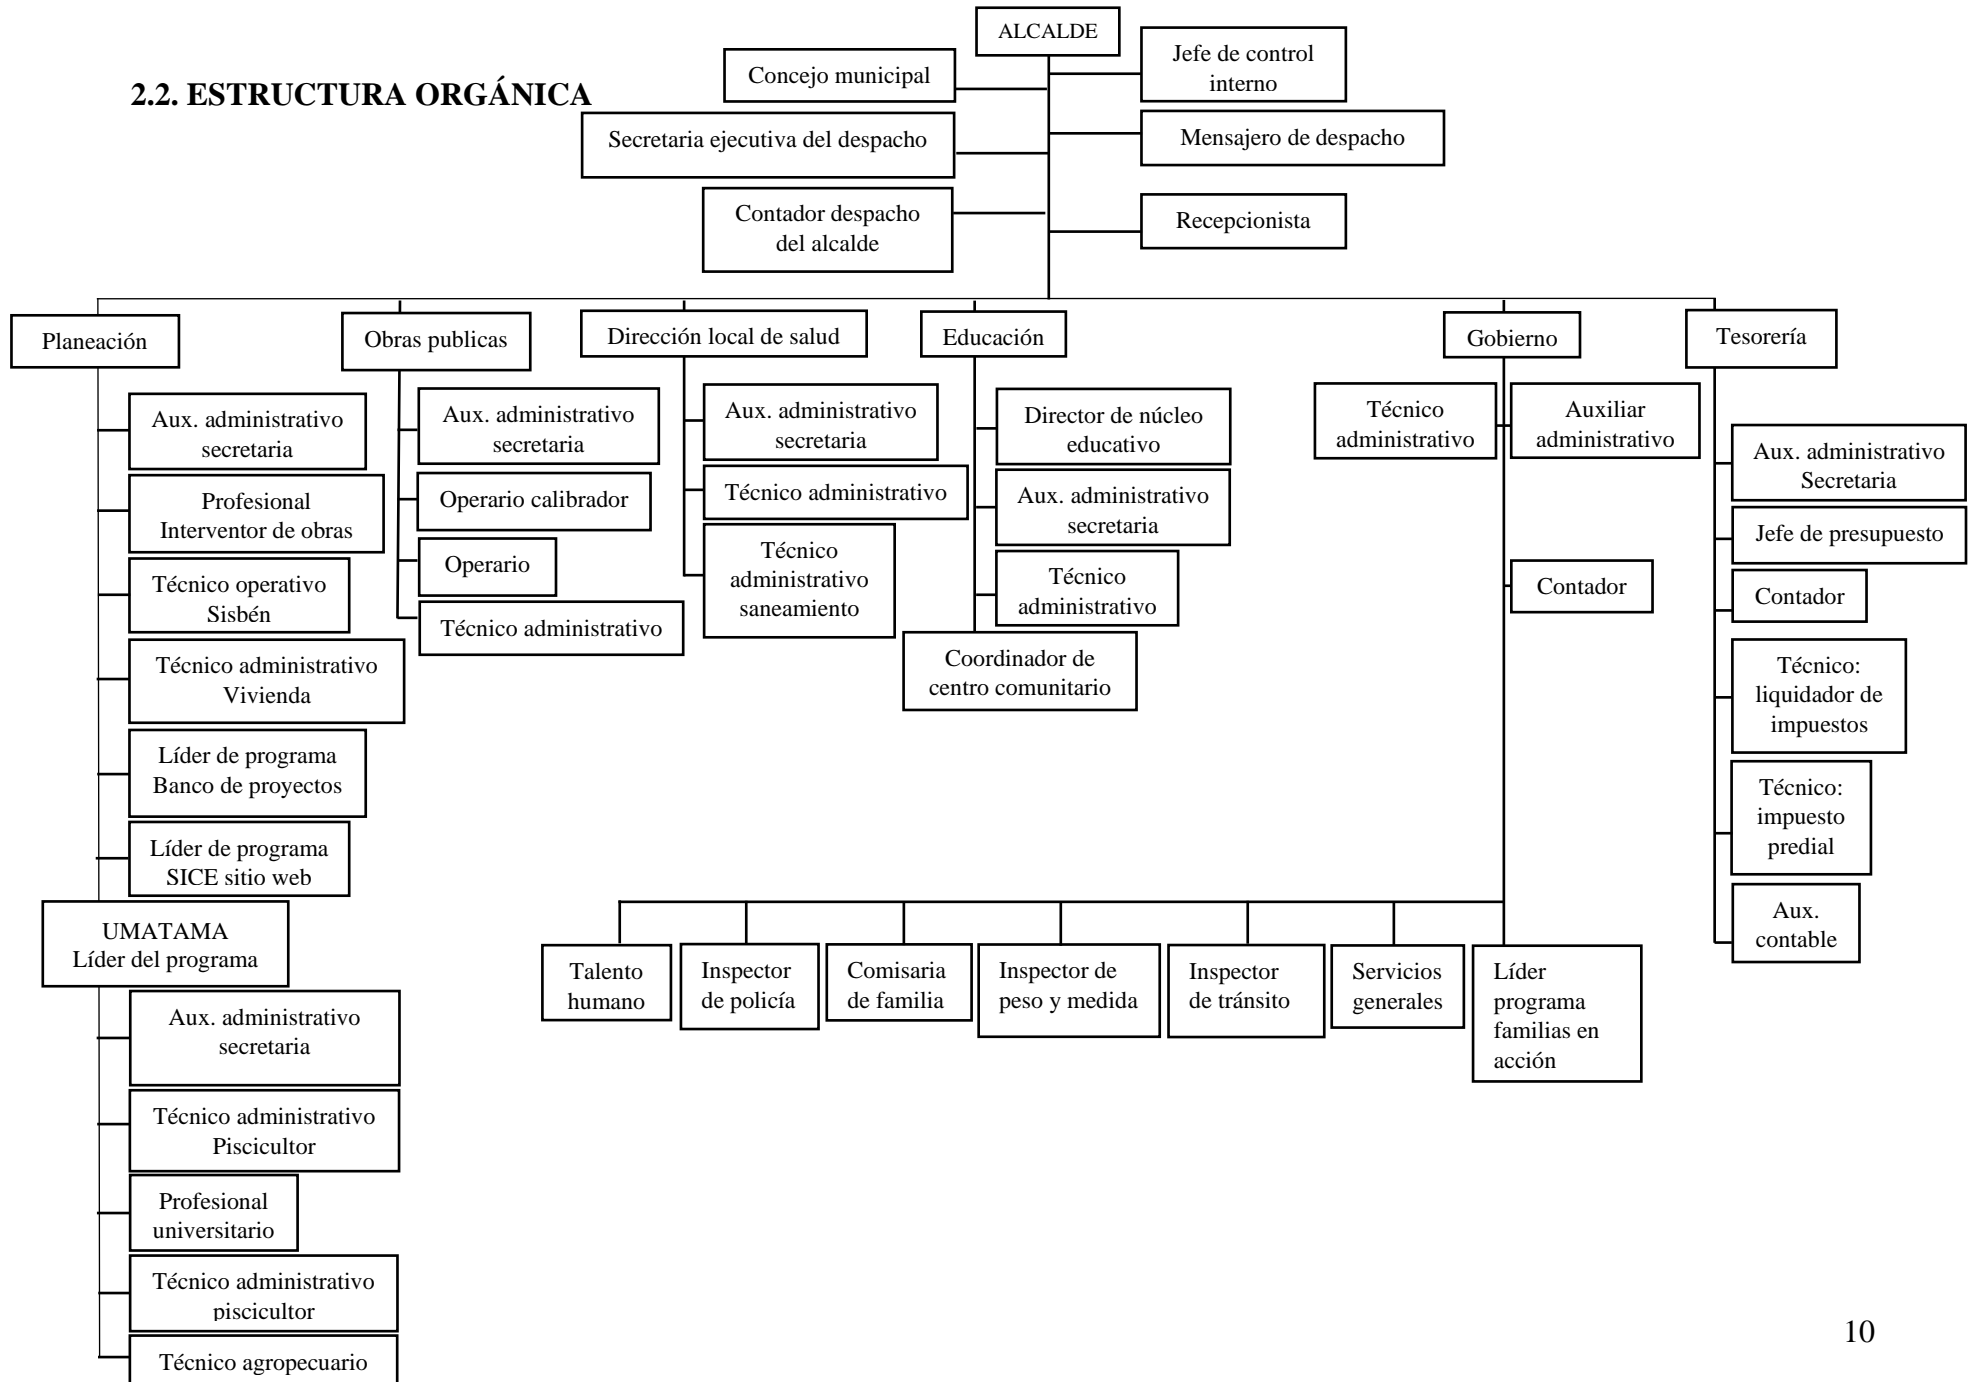 ALCALDE
2.2. ESTRUCTURA ORGÁNICA
Concejo municipal
Jefe de control
interno
Secretaria ejecutiva del despacho
Mensajero de despacho
Contador despacho
del alcalde
Recepcionista
Planeación
Obras publicas
Dirección local de salud
Educación
Gobierno
Tesorería
Aux. administrativo
secretaria
Profesional
Interventor de obras
Técnico operativo
Sisbén
Técnico administrativo
Vivienda
Líder de programa
Banco de proyectos
Líder de programa
SICE sitio web
UMATAMA
Líder del programa
Aux. administrativo
secretaria
Técnico administrativo
Piscicultor
Profesional
universitario
Técnico administrativo
piscicultor
Técnico agropecuario
Aux. administrativo
secretaria
Operario calibrador
Operario
Técnico administrativo
Aux. administrativo
secretaria
Técnico administrativo
Técnico
administrativo
saneamiento
Director de núcleo
educativo
Aux. administrativo
secretaria
Técnico
administrativo
Coordinador de
centro comunitario
Técnico
administrativo
Auxiliar
administrativo
Contador
Talento
humano
Inspector
de policía
Comisaria
de familia
Inspector de
peso y medida
Inspector
de tránsito
Servicios
generales
Líder
programa
familias en
acción
Aux. administrativo
Secretaria
Jefe de presupuesto
Contador
Técnico:
liquidador de
impuestos
Técnico:
impuesto
predial
Aux.
contable
10